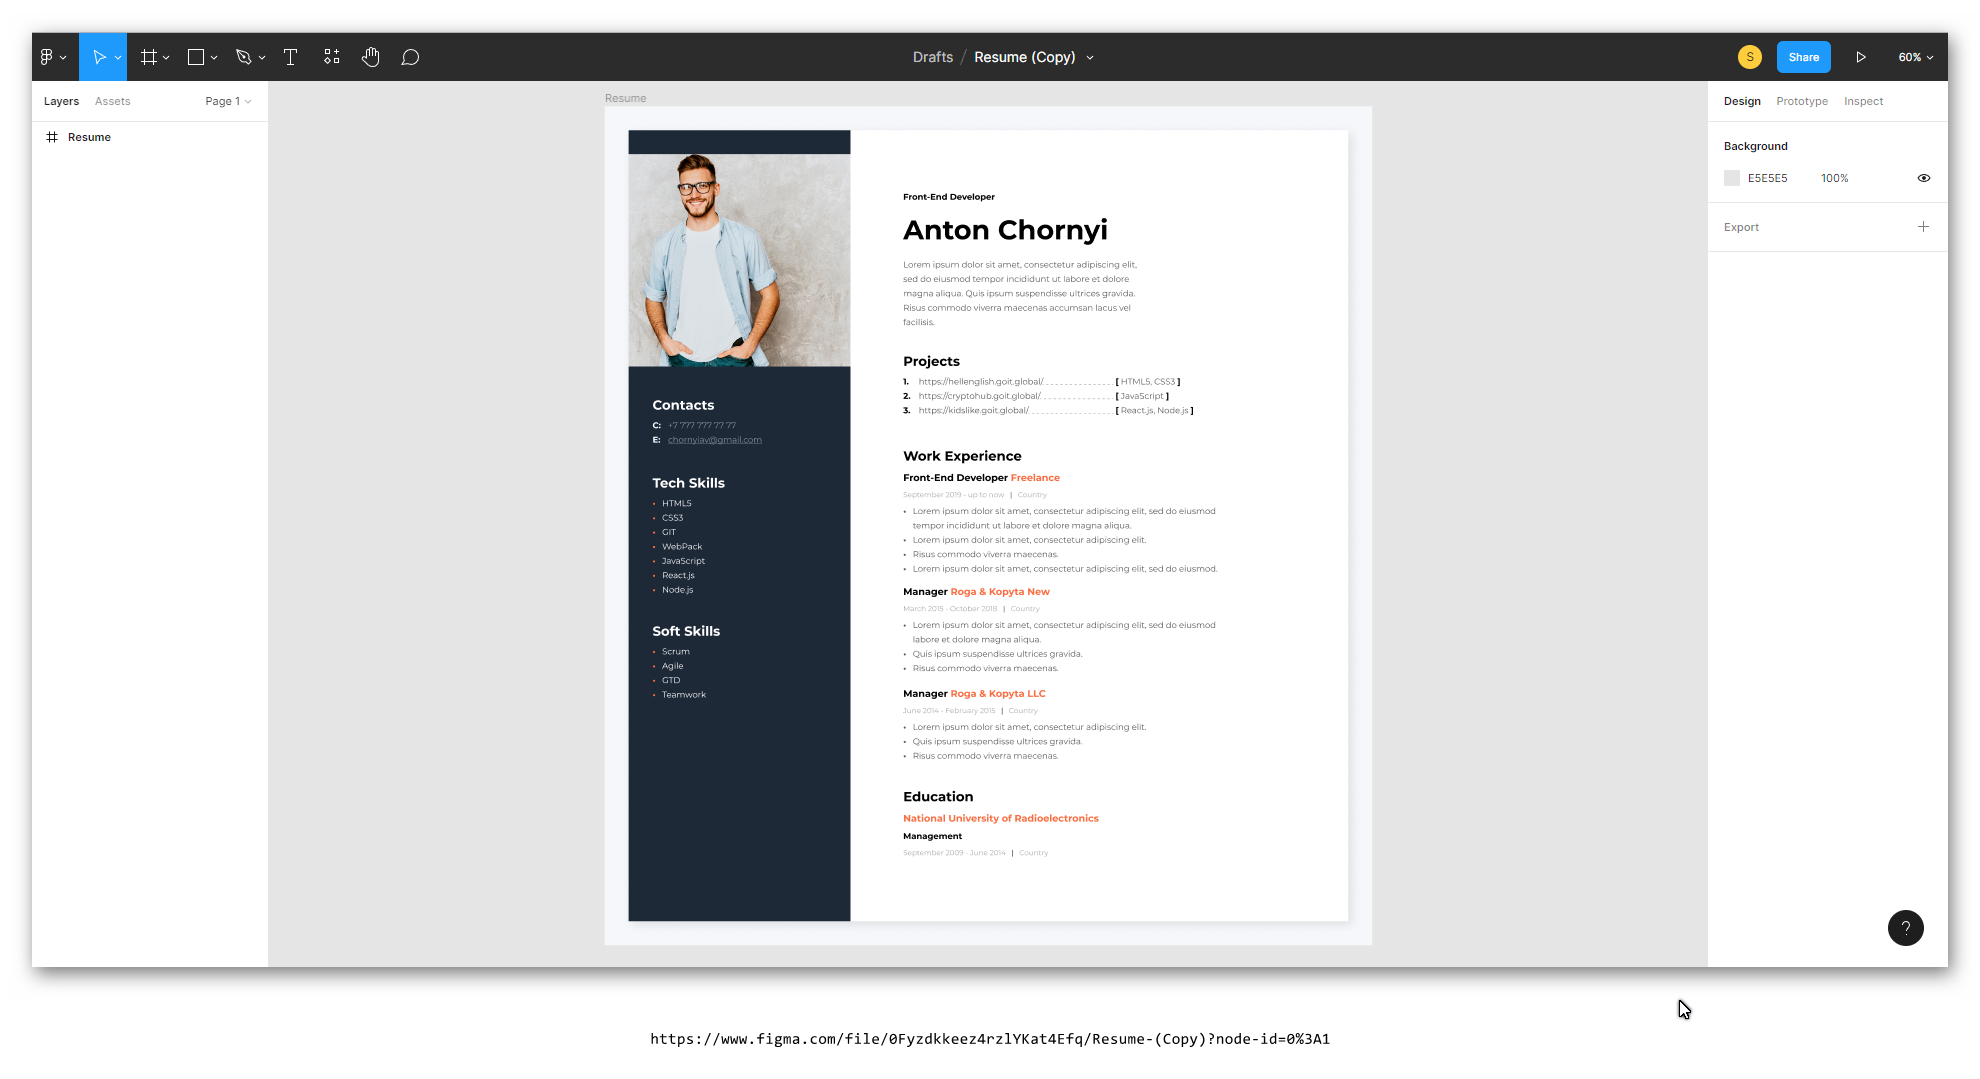 Drafts / Resume (Copy)
S
Share
60%
Layers Assets Page 1
Resume
Resume
Design Prototype Inspect
Background
E5E5E5 100%
Export
Front-End Developer
Anton Chornyi
Lorem ipsum dolor sit amet, consectetur adipiscing elit,
sed do eiusmod tempor incididunt ut labore et dolore
magna aliqua. Quis ipsum suspendisse ultrices gravida.
Risus commodo viverra maecenas accumsan lacus vel
facilisis.
Projects
1. https://hellenglish.goit.global/ [ HTML5, CSS3 ]
2. https://cryptohub.goit.global/ [ JavaScript ]
3. https://kidslike.goit.global/ [ React.js, Node.js ]
Contacts
C: +7 777 777 77 77
E: chornyiav@gmail.com
Tech Skills
• HTML5
• CSS3
• GIT
• WebPack
• JavaScript
• React.js
• Node.js
Soft Skills
• Scrum
• Agile
• GTD
• Teamwork
Work Experience
Front-End Developer Freelance
September 2019 - up to now | Country
• Lorem ipsum dolor sit amet, consectetur adipiscing elit, sed do eiusmod
tempor incididunt ut labore et dolore magna aliqua.
• Lorem ipsum dolor sit amet, consectetur adipiscing elit.
• Risus commodo viverra maecenas.
• Lorem ipsum dolor sit amet, consectetur adipiscing elit, sed do eiusmod.
Manager Roga & Kopyta New
March 2015 - October 2018 | Country
• Lorem ipsum dolor sit amet, consectetur adipiscing elit, sed do eiusmod
labore et dolore magna aliqua.
• Quis ipsum suspendisse ultrices gravida.
• Risus commodo viverra maecenas.
Manager Roga & Kopyta LLC
June 2014 - February 2015 | Country
• Lorem ipsum dolor sit amet, consectetur adipiscing elit.
• Quis ipsum suspendisse ultrices gravida.
• Risus commodo viverra maecenas.
Education
National University of Radioelectronics
Management
September 2009 - June 2014 | Country
?
https://www.figma.com/file/0Fyzdkkeez4rzlYKat4Efq/Resume-(Copy)?node-id=0%3A1